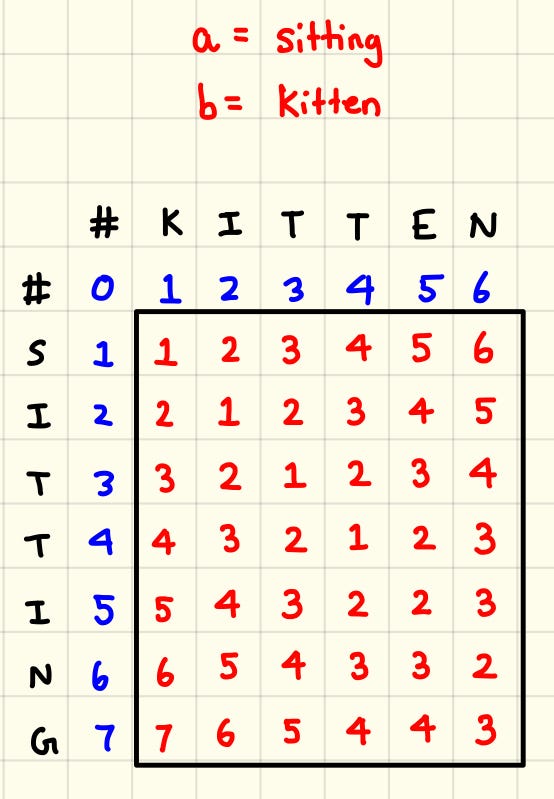 a = sitting
b = Kitten
# K I T T E N
# 0 1 2 3 4 5 6
S 1 1 2 3 4 5 6
I 2 2 1 2 3 4 5
T 3 3 2 1 2 3 4
T 4 4 3 2 1 2 3
I 5 5 4 3 2 2 3
N 6 6 5 4 3 3 2
G 7 7 6 5 4 4 3